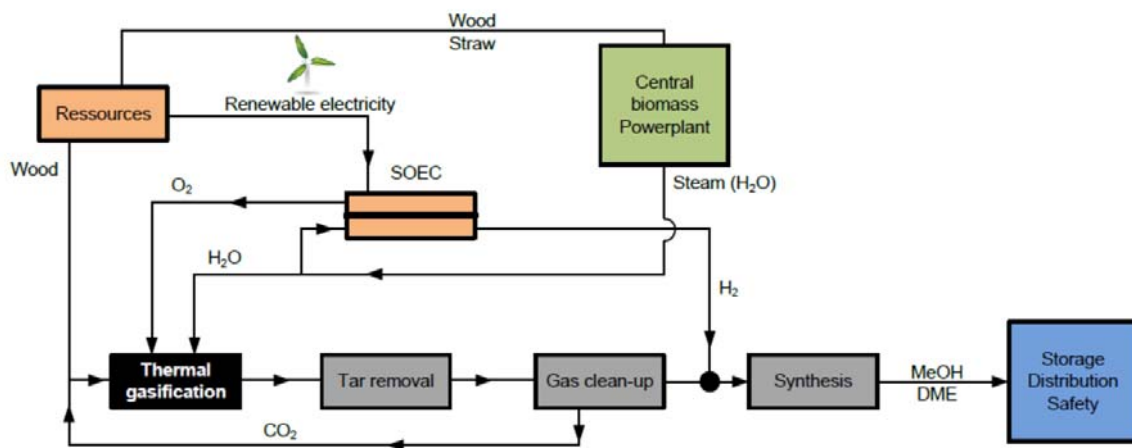 Wood
Straw
Central
biomass
Powerplant
Ressources
Renewable electricity
Wood
SOEC
Steam (H₂O)
O₂
H₂O
H₂
Thermal
gasification
Tar removal
Gas clean-up
Synthesis
MeOH
DME
Storage
Distribution
Safety
CO₂